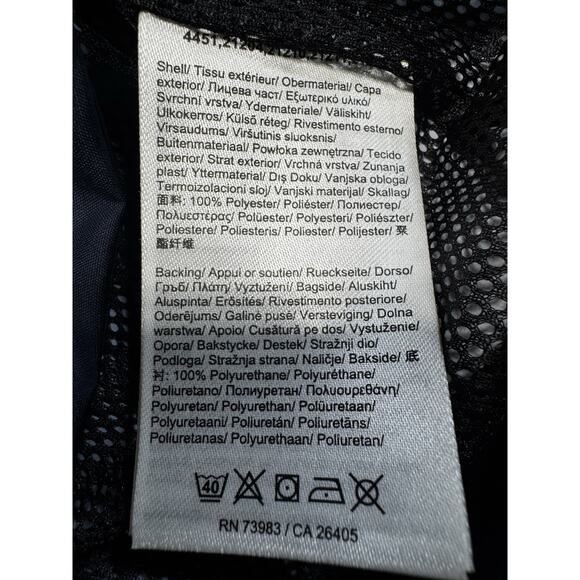 Shell/ Tissu extérieur/ Obermaterial/ Capa
exterior/ Лицева част/ Εξωτερικό υλικό/
Svrchní vrstva/ Ydermateriale/ Väliskiht/
Ulkokerros/ Külső réteg/ Rivestimento esterno/
Virsaudums/ Viršutinis sluoksnis/
Buitenmateriaal/ Powłoka zewnętrzna/ Tecido
exterior/ Strat exterior/ Vrchná vrstva/ Zunanja
plast/ Yttermaterial/ Dış Doku/ Vanjska obloga/
Termoizolacioni sloj/ Vanjski materijal/ Skallag/
面料: 100% Polyester/ Poliéster/ Полиестер/
Πολυεστέρας/ Polüester/ Polyesteri/ Poliészter/
Poliestere/ Poliesteris/ Poliester/ Polijester/ 聚
酯纤维
Backing/ Appui or soutien/ Rueckseite/ Dorso/
Гръб/ Πλάτη/ Vyztužení/ Bagside/ Aluskiht/
Aluspinta/ Erősítés/ Rivestimento posteriore/
Oderējums/ Galinė pusė/ Versteviging/ Dolna
warstwa/ Apoio/ Cusătură pe dos/ Vystuženie/
Opora/ Bakstycke/ Destek/ Stražnji dio/
Podloga/ Stražnja strana/ Naličje/ Bakside/ 底
衬: 100% Polyurethane/ Polyuréthane/
Poliuretano/ Полиуретан/ Πολυουρεθάνη/
Polyuretan/ Polyurethan/ Polüuretaan/
Polyuretaani/ Poliuretán/ Poliuretāns/
Poliuretanas/ Polyurethaan/ Poliuretan/
40
RN 73983 / CA 26405